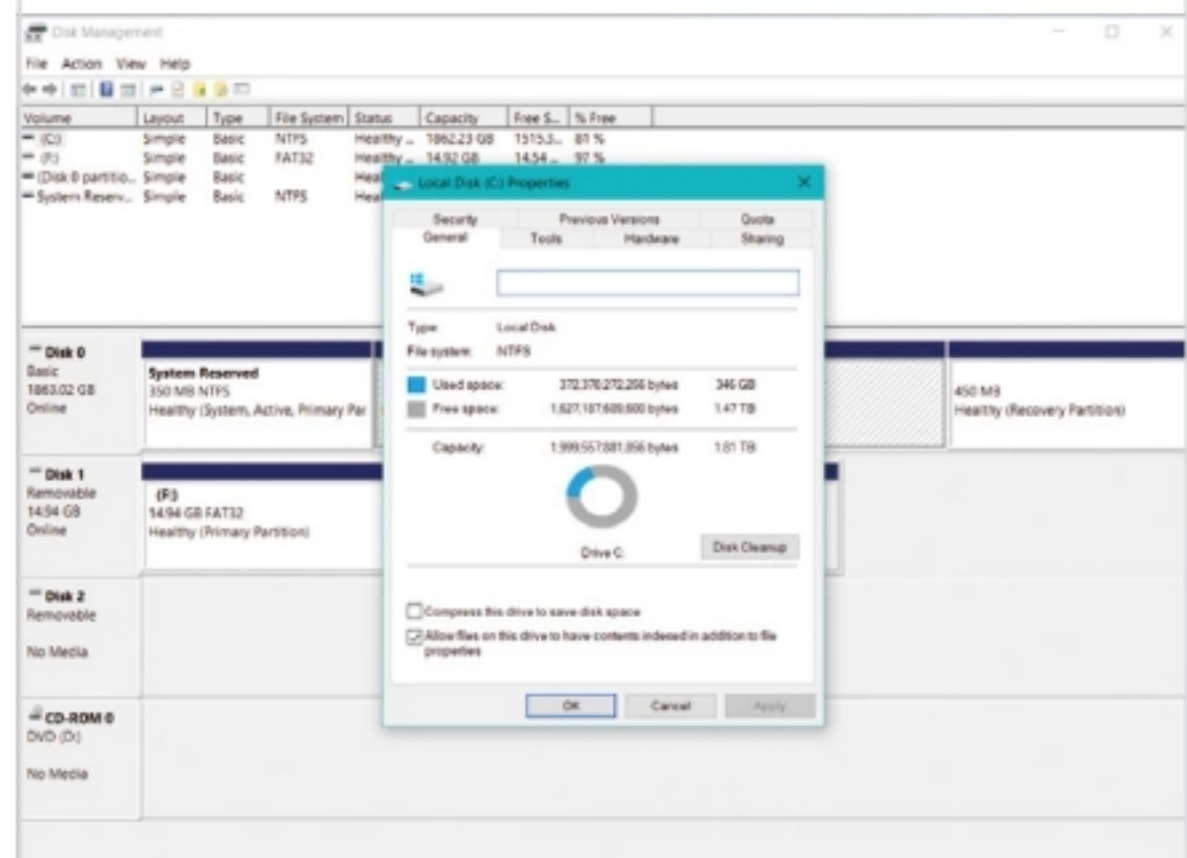 Disk Management
File Action View Help
Volume Layout Type File System Status Capacity Free S... % Free
(C:) Simple Basic NTFS Healthy ... 1862.23 GB 1515.3... 81 %
(F:) Simple Basic FAT32 Healthy ... 14.92 GB 14.54 ... 97 %
(Disk 0 partitio... Simple Basic Heal
System Reserv... Simple Basic NTFS Heal
Local Disk (C:) Properties
Security Previous Versions Quota
General Tools Hardware Sharing
Type: Local Disk
File system: NTFS
Used space: 372,378,272,256 bytes 346 GB
Free space: 1,627,187,609,600 bytes 1.47 TB
Capacity: 1,999,557,881,856 bytes 1.81 TB
Drive C:
Disk Cleanup
Compress this drive to save disk space
Allow files on this drive to have contents indexed in addition to file
properties
OK Cancel Apply
Disk 0
Basic
1863.02 GB
Online
System Reserved
350 MB NTFS
Healthy (System, Active, Primary Par
450 MB
Healthy (Recovery Partition)
Disk 1
Removable
14.94 GB
Online
(F:)
14.94 GB FAT32
Healthy (Primary Partition)
Disk 2
Removable
No Media
CD-ROM 0
DVD (D:)
No Media